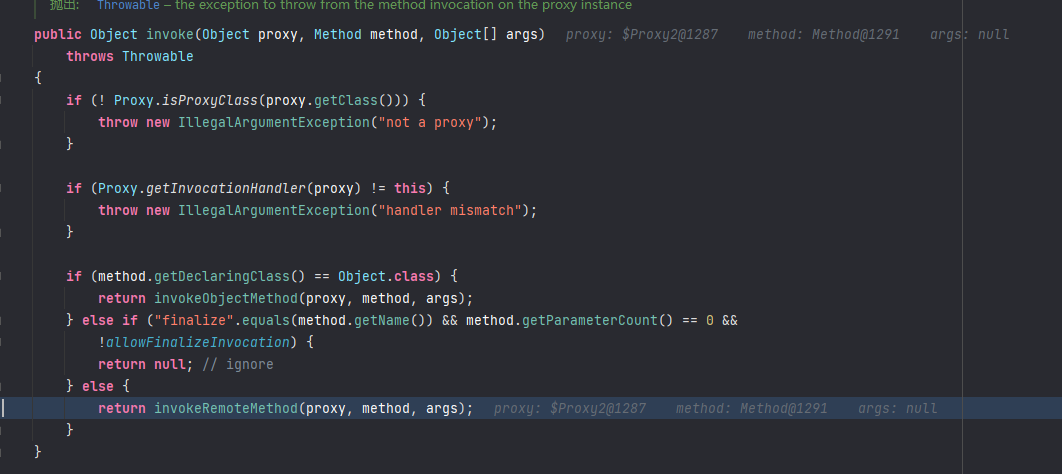 抛出: Throwable – the exception to throw from the method invocation on the proxy instance
public Object invoke(Object proxy, Method method, Object[] args) proxy: $Proxy2@1287 method: Method@1291 args: null
throws Throwable
{
if (! Proxy.isProxyClass(proxy.getClass())) {
throw new IllegalArgumentException("not a proxy");
}
if (Proxy.getInvocationHandler(proxy) != this) {
throw new IllegalArgumentException("handler mismatch");
}
if (method.getDeclaringClass() == Object.class) {
return invokeObjectMethod(proxy, method, args);
} else if ("finalize".equals(method.getName()) && method.getParameterCount() == 0 &&
!allowFinalizeInvocation) {
return null; // ignore
} else {
return invokeRemoteMethod(proxy, method, args); proxy: $Proxy2@1287 method: Method@1291 args: null
}
}